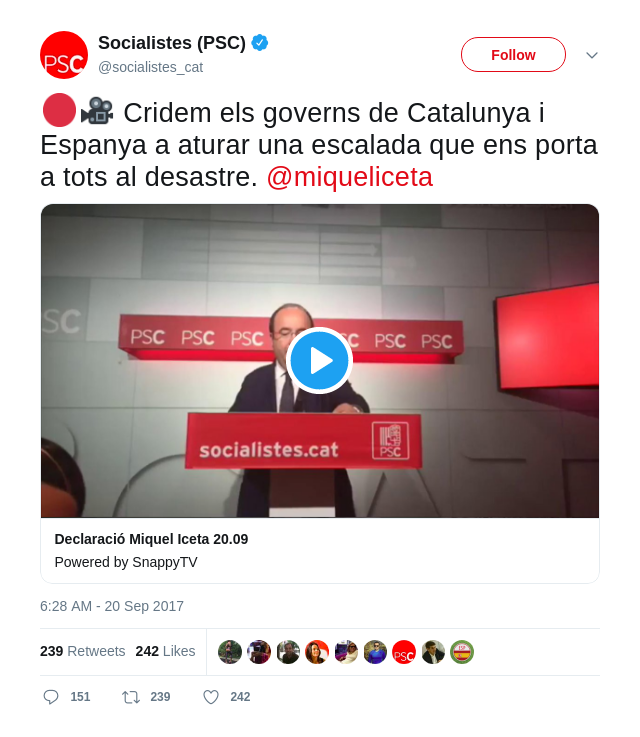 PSC
Socialistes (PSC)
@socialistes_cat
Follow
Cridem els governs de Catalunya i
Espanya a aturar una escalada que ens porta
a tots al desastre. @miqueliceta
SC
PSC PSC PSC SC PSC PSC
socialistes.cat
PSC
Declaració Miquel Iceta 20.09
Powered by SnappyTV
6:28 AM - 20 Sep 2017
239 Retweets 242 Likes
PSC
151 239 242